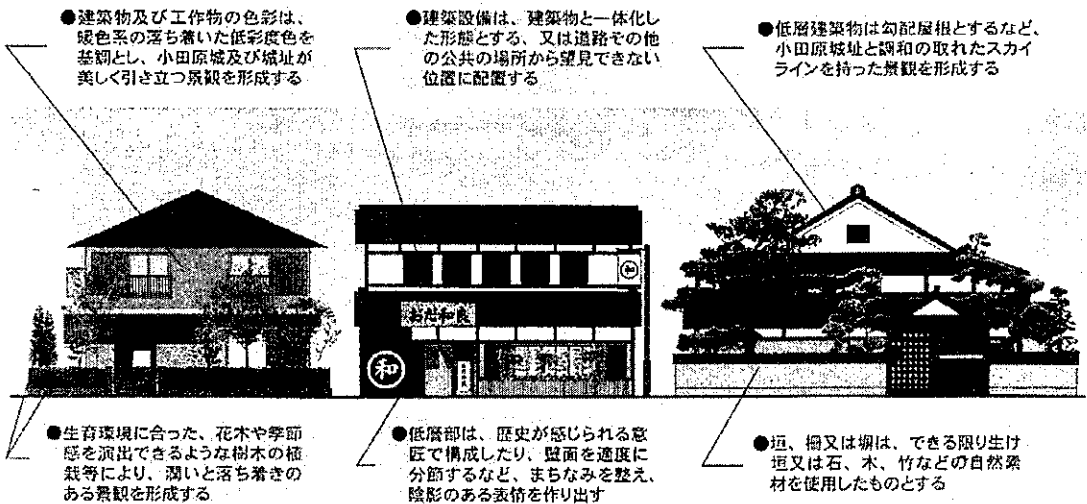 ●建築物及び工作物の色彩は、
暖色系の落ち着いた低彩度色を
基調とし、小田原城及び城址が
美しく引き立つ景観を形成する
●建築設備は、建築物と一体化し
た形態とする、又は道路その他
の公共の場所から望見できない
位置に配置する
●低層建築物は勾配屋根とするなど、
小田原城址と調和の取れたスカイ
ラインを持った景観を形成する
和
おだ和良
和
●生育環境に合った、花木や季節
感を演出できるような樹木の植
栽等により、潤いと落ち着きの
ある景観を形成する
●低層部は、歴史が感じられる意
匠で構成したり、壁面を適度に
分節するなど、まちなみを整え、
陰影のある表情を作り出す
●垣、柵又は塀は、できる限り生け
垣又は石、木、竹などの自然素
材を使用したものとする